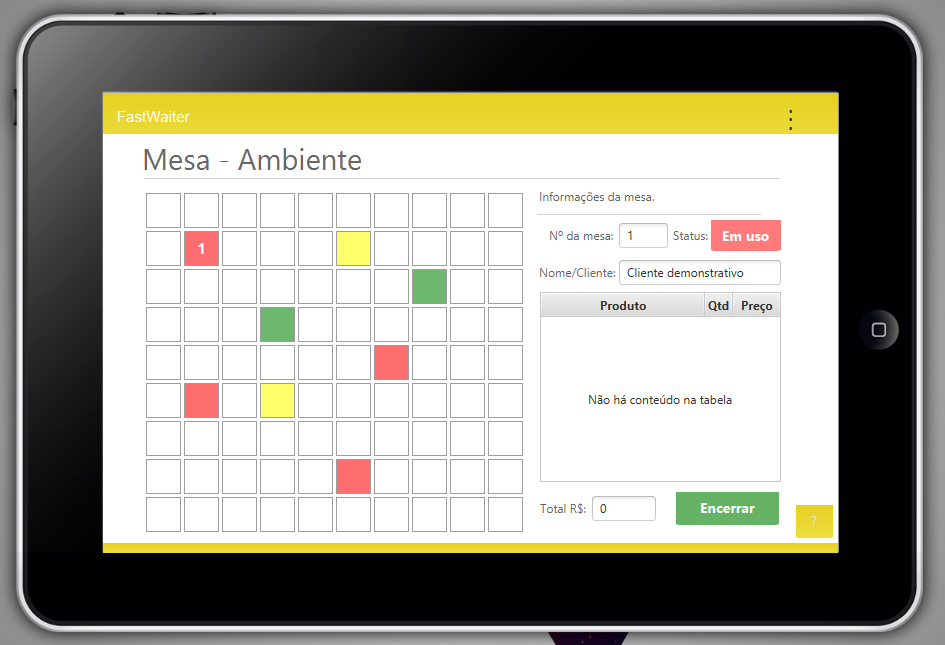 FastWaiter
Mesa - Ambiente
1
Informações da mesa.
Nº da mesa: 1 Status: Em uso
Nome/Cliente: Cliente demonstrativo
Produto Qtd Preço
Não há conteúdo na tabela
Total R$: 0 Encerrar
?